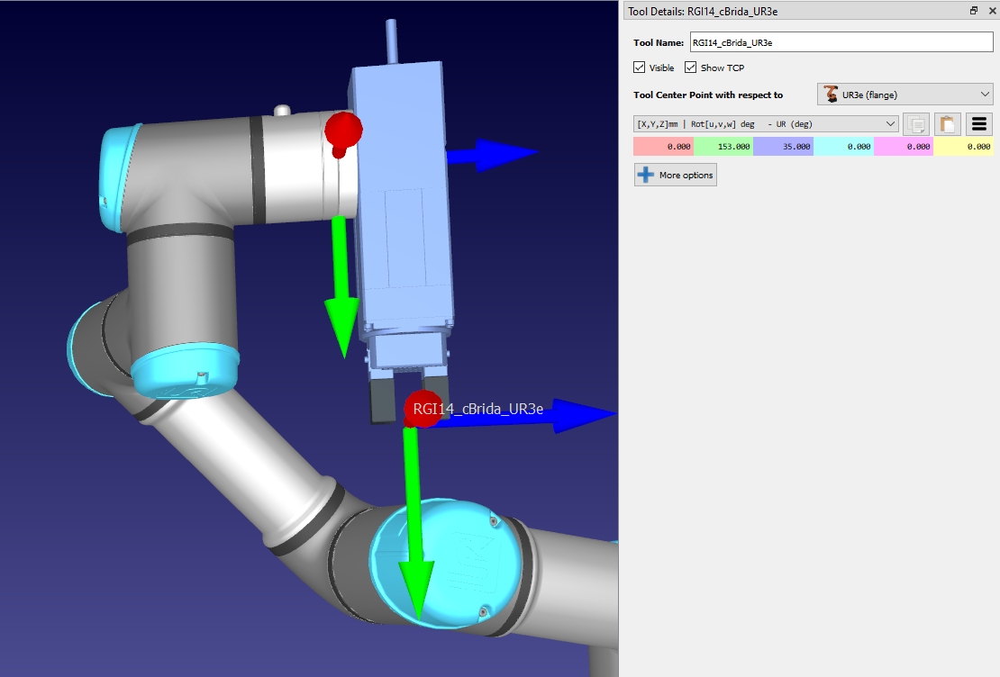 Tool Details: RGI14_cBrida_UR3e
Tool Name: RGI14_cBrida_UR3e
Visible Show TCP
Tool Center Point with respect to UR3e (flange)
[X,Y,Z]mm | Rot[u,v,w] deg - UR (deg)
0.000 153.000 35.000 0.000 0.000 0.000
More options
RGI14_cBrida_UR3e